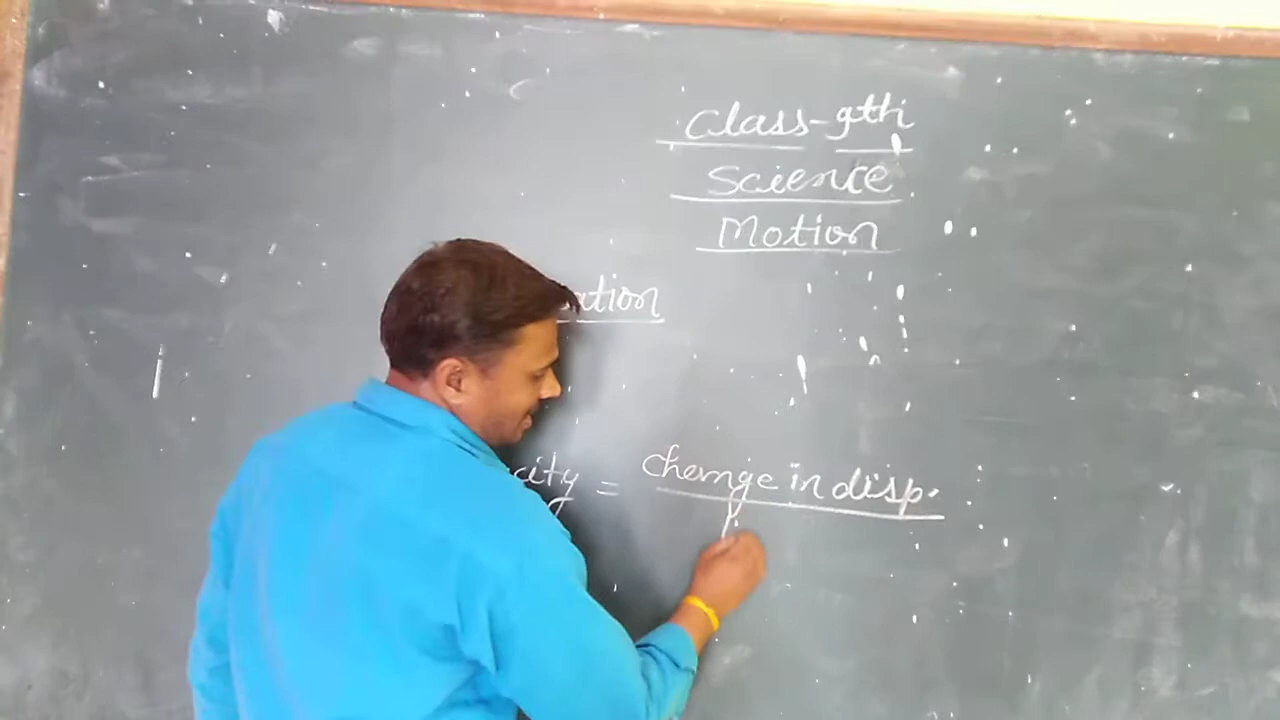 Class-9th
Science
Motion
ation
city = Change in disp.